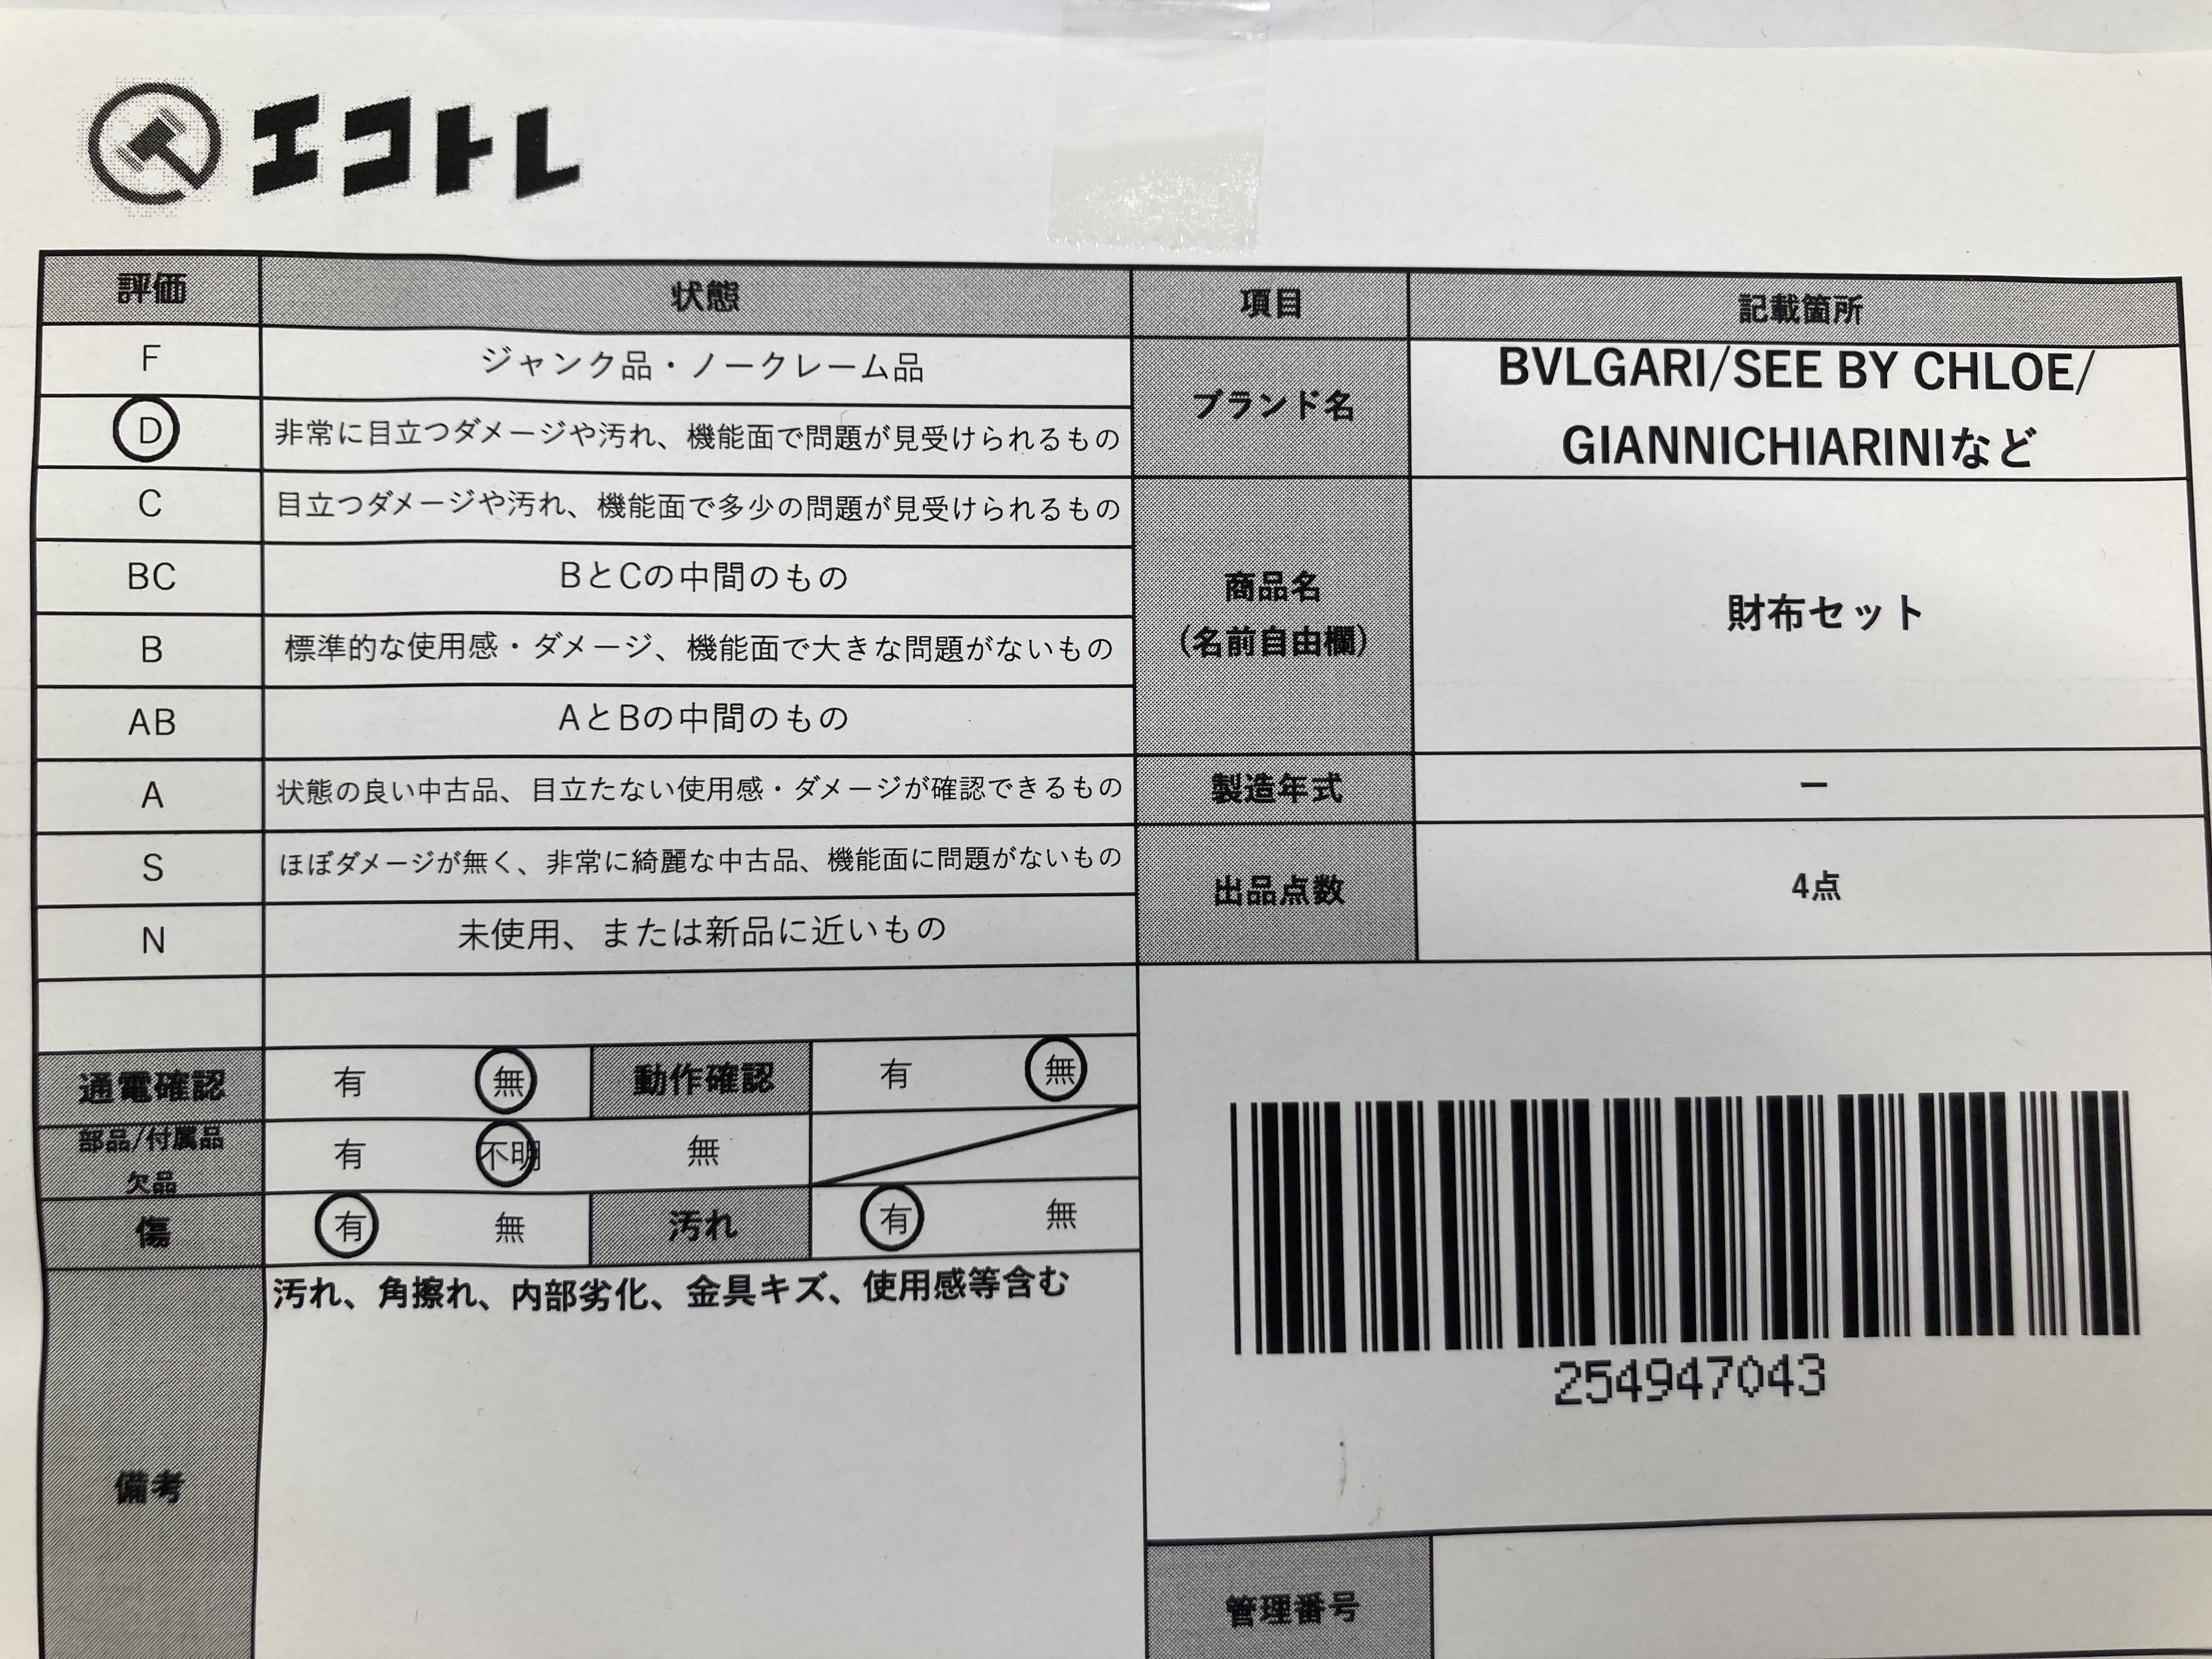 エコトレ
評価 状態 項目 記載箇所
F ジャンク品・ノークレーム品
D 非常に目立つダメージや汚れ、機能面で問題が見受けられるもの
C 目立つダメージや汚れ、機能面で多少の問題が見受けられるもの
BC BとCの中間のもの
B 標準的な使用感・ダメージ、機能面で大きな問題がないもの
AB AとBの中間のもの
A 状態の良い中古品、目立たない使用感・ダメージが確認できるもの
S ほぼダメージが無く、非常に綺麗な中古品、機能面に問題がないもの
N 未使用、または新品に近いもの
ブランド名
BVLGARI/SEE BY CHLOE/
GIANNICHIARINIなど
商品名
（名前自由欄）
財布セット
製造年式 ー
出品点数 4点
通電確認 有 無 動作確認 有 無
部品/付属品
欠品
有 不明 無
傷 有 無 汚れ 有 無
備考
汚れ、角擦れ、内部劣化、金具キズ、使用感等含む
254947043
管理番号